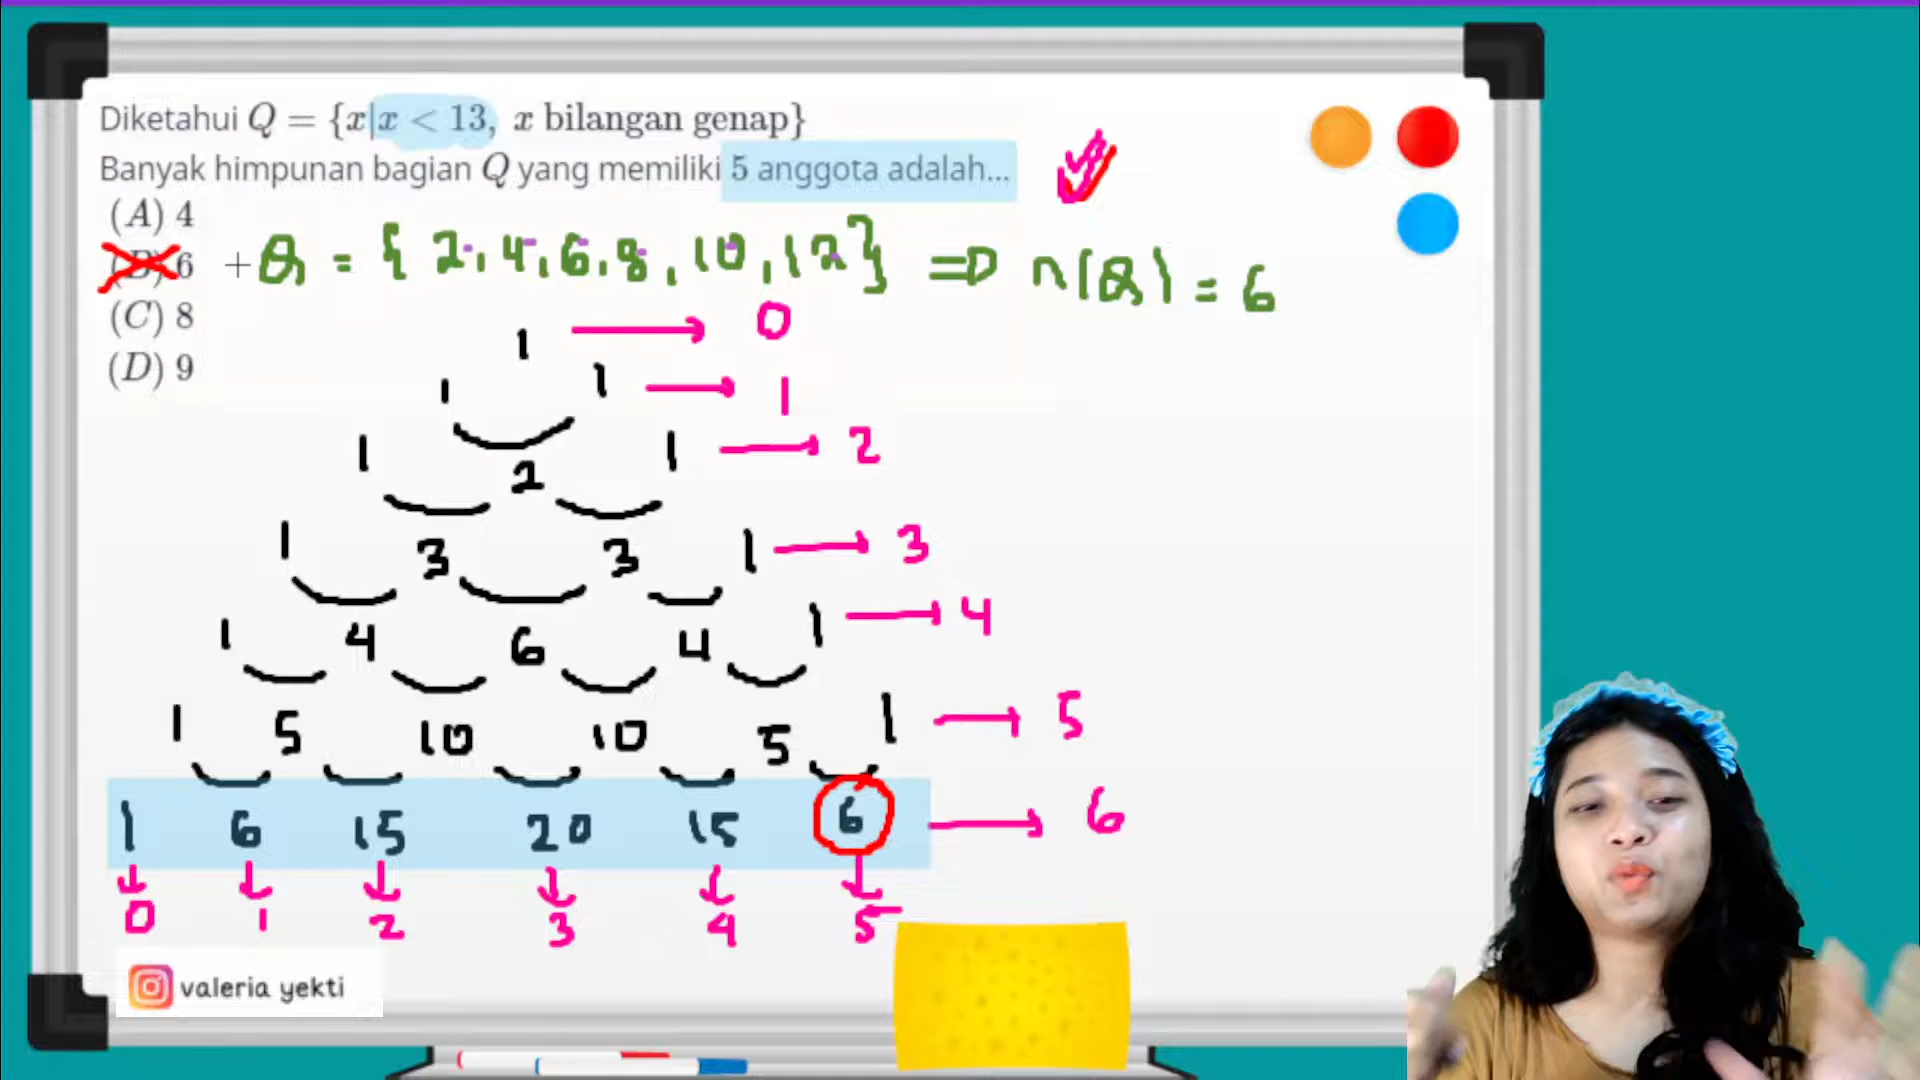 Diketahui Q = {x|x < 13, x bilangan genap}
Banyak himpunan bagian Q yang memiliki 5 anggota adalah...
(A) 4
(B) 6
(C) 8
(D) 9
+ Q = { 2, 4, 6, 8, 10, 12} => n(Q) = 6
1 → 0
1 1 → 1
1 2 1 → 2
1 3 3 1 → 3
1 4 6 4 1 → 4
1 5 10 10 5 1 → 5
1 6 15 20 15 6 → 6
↓ ↓ ↓ ↓ ↓ ↓
0 1 2 3 4 5
valeria yekti